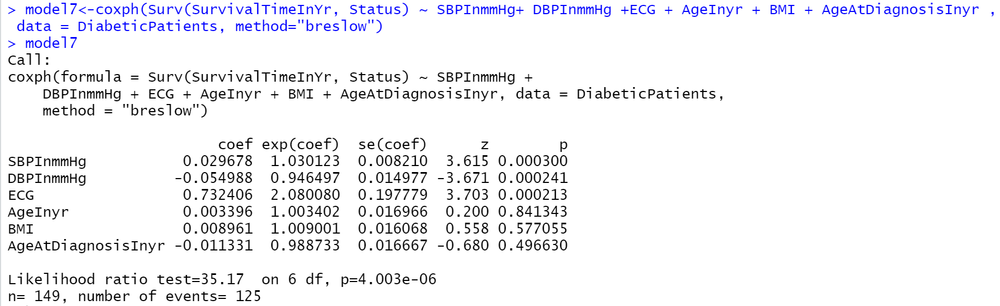 > model7<-coxph(Surv(SurvivalTimeInYr, Status) ~ SBPInmmHg+ DBPInmmHg +ECG + AgeInyr + BMI + AgeAtDiagnosisInyr ,
 data = DiabeticPatients, method="breslow")
> model7
Call:
coxph(formula = Surv(SurvivalTimeInYr, Status) ~ SBPInmmHg +
    DBPInmmHg + ECG + AgeInyr + BMI + AgeAtDiagnosisInyr, data = DiabeticPatients,
    method = "breslow")

                        coef exp(coef)  se(coef)      z        p
SBPInmmHg           0.029678  1.030123  0.008210  3.615 0.000300
DBPInmmHg          -0.054988  0.946497  0.014977 -3.671 0.000241
ECG                 0.732406  2.080080  0.197779  3.703 0.000213
AgeInyr             0.003396  1.003402  0.016966  0.200 0.841343
BMI                 0.008961  1.009001  0.016068  0.558 0.577055
AgeAtDiagnosisInyr -0.011331  0.988733  0.016667 -0.680 0.496630

Likelihood ratio test=35.17  on 6 df, p=4.003e-06
n= 149, number of events= 125